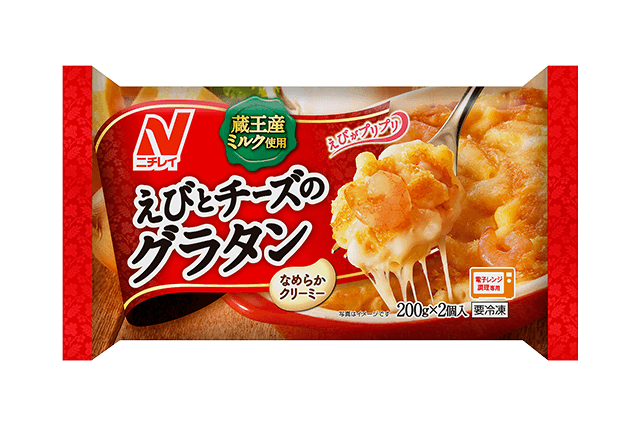 ニチレイ
蔵王産
ミルク使用
えびがプリプリ
えびとチーズの
グラタン
なめらか
クリーミー
電子レンジ
調理専用
写真はイメージです
200g×2個入
要冷凍